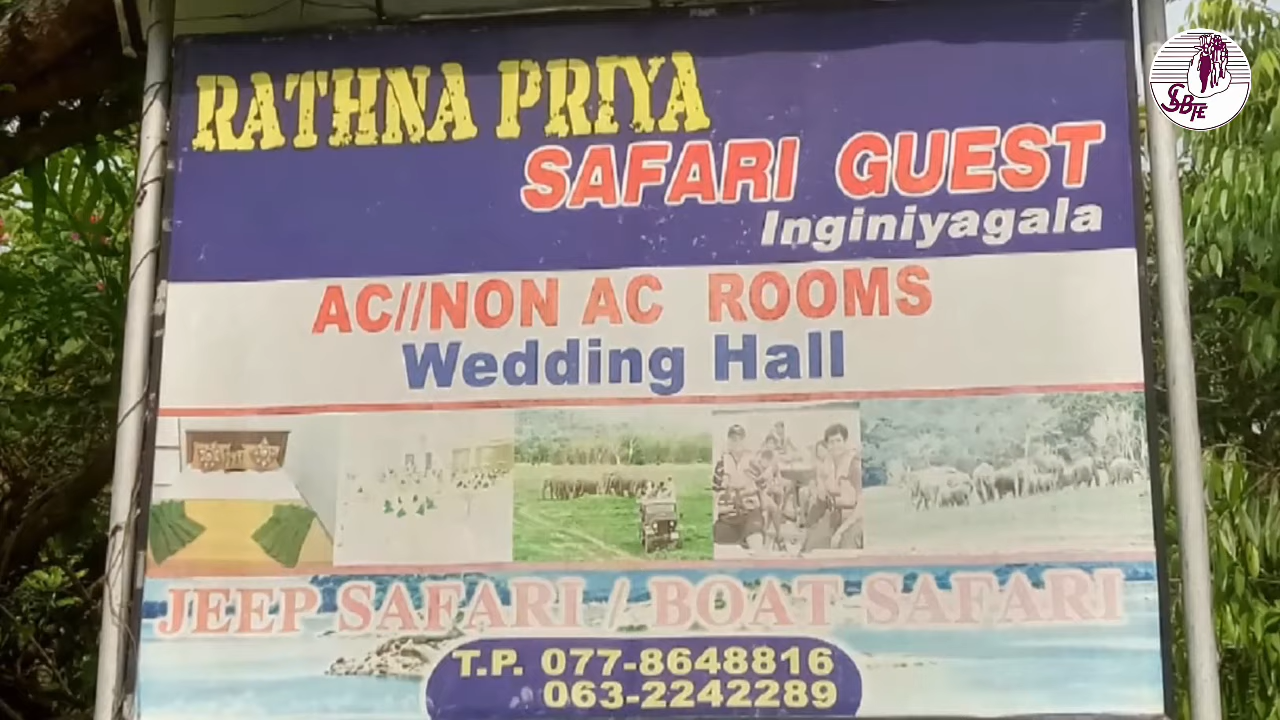 RATHNA PRIYA
SAFARI GUEST
Inginiyagala
AC//NON AC ROOMS
Wedding Hall
JEEP SAFARI / BOAT SAFARI
T.P. 077-8648816
063-2242289
SLSBFE